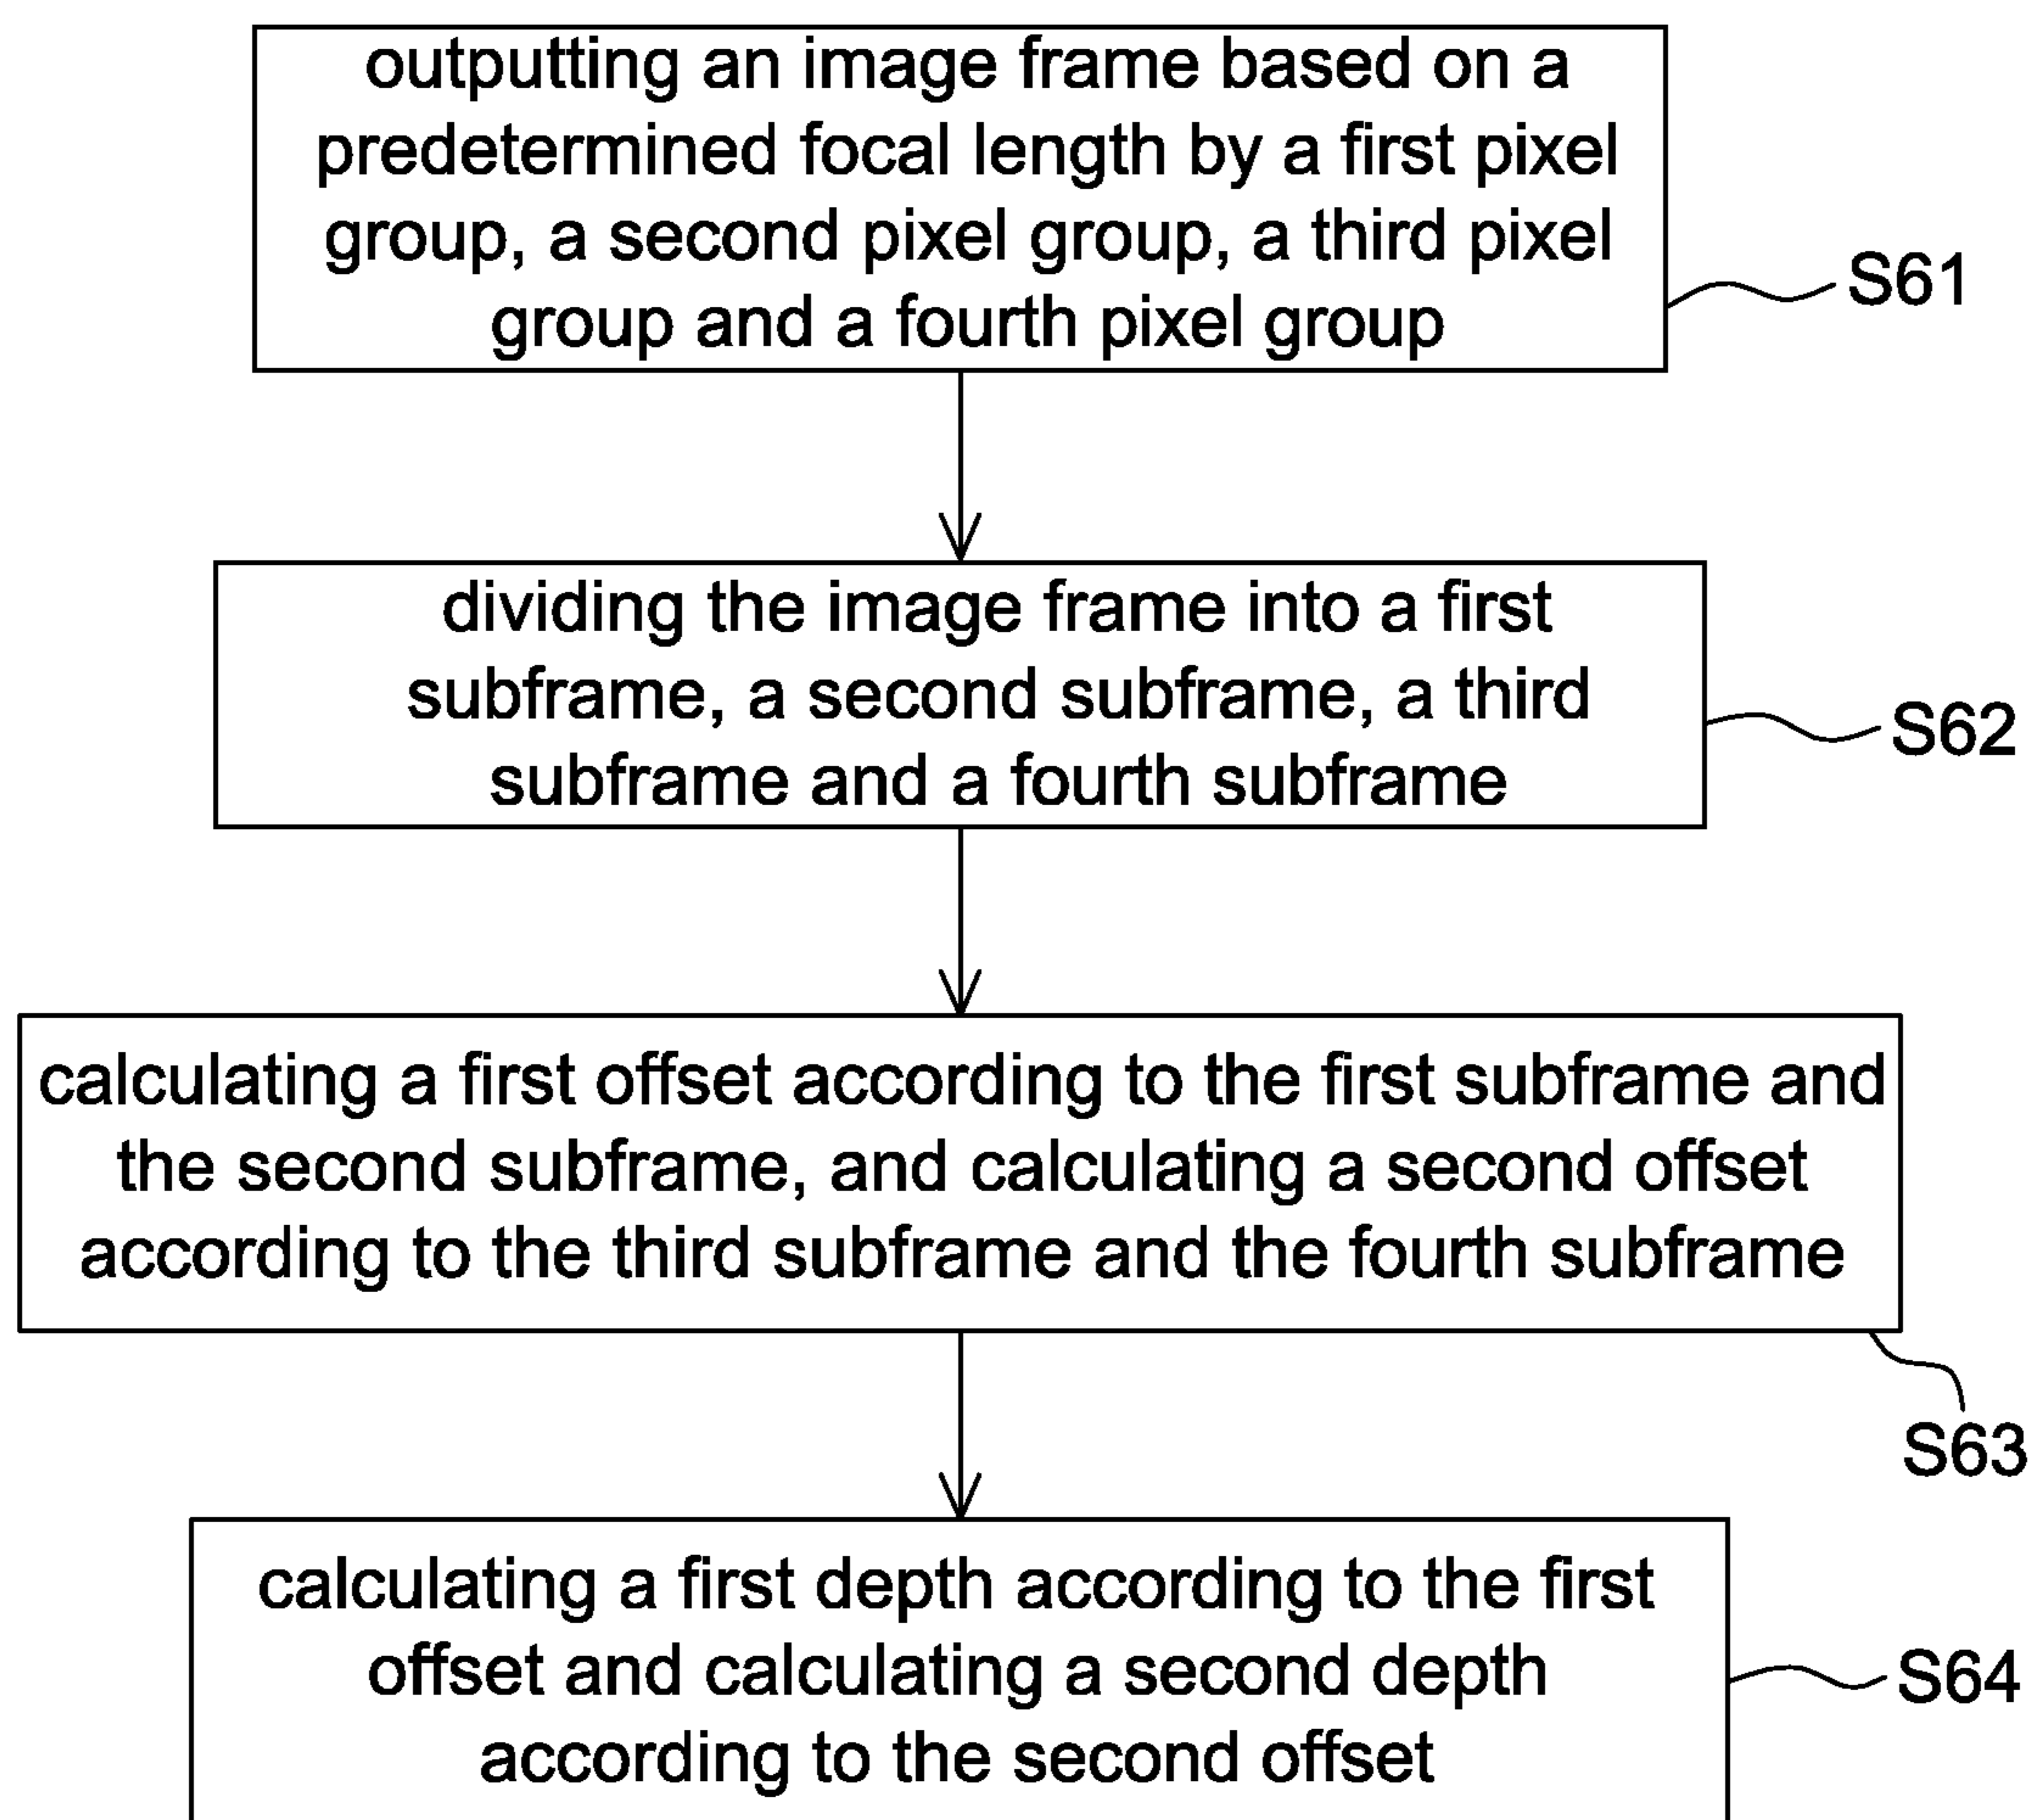 outputting an image frame based on a
predetermined focal length by a first pixel
group, a second pixel group, a third pixel
group and a fourth pixel group
S61
dividing the image frame into a first
subframe, a second subframe, a third
subframe and a fourth subframe
S62
calculating a first offset according to the first subframe and
the second subframe, and calculating a second offset
according to the third subframe and the fourth subframe
S63
calculating a first depth according to the first
offset and calculating a second depth
according to the second offset
S64